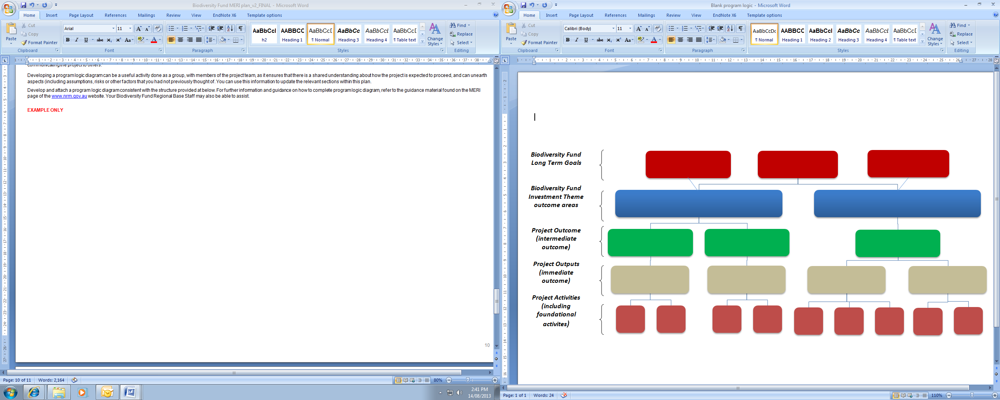 Biodiversity Fund MERI plan_v2_FINAL - Microsoft Word
Home Insert Page Layout References Mailings Review View EndNote X6 Template options
Paste
Cut
Copy
Format Painter
Clipboard
Arial 11
Font
Paragraph
AaBbCcI AABBCC AaBbCcD AaBbCc AaBbCcL AaBbCcD
h2 Heading 1 ¶ Normal Heading 3 Heading 4 ¶ Table text
Change Styles
Styles
Find
Replace
Select
Editing
communicating the project to others.
Developing a program logic diagram can be a useful activity done as a group, with members of the project team, as it ensures that there is a shared understanding about how the project is expected to proceed, and can unearth
aspects (including assumptions, risks or other factors that you had not previously thought of. You can use this information to update the relevant sections within this plan.
Develop and attach a program logic diagram consistent with the structure provided at below. For further information and guidance on how to complete program logic diagram, refer to the guidance material found on the MERI
page of the www.nrm.gov.au website. Your Biodiversity Fund Regional Base Staff may also be able to assist.
EXAMPLE ONLY
10
Page: 10 of 11 Words: 2,164 80%
2:41 PM
14/08/2013
Blank program logic - Microsoft Word
Home Insert Page Layout References Mailings Review View EndNote X6 Template options
Paste
Cut
Copy
Format Painter
Clipboard
Calibri (Body) 11
Font
Paragraph
AaBbCcDc AABBCC AaBbCcI AaBbCc AaBbCcL AaBbCcD
¶ Normal Heading 1 Heading 2 Heading 3 Heading 4 ¶ Table text
Change Styles
Styles
Find
Replace
Select
Editing
Biodiversity Fund
Long Term Goals
Biodiversity Fund
Investment Theme
outcome areas
Project Outcome
(intermediate
outcome)
Project Outputs
(immediate
outcome)
Project Activities
(including
foundational
activites)
Page: 1 of 1 Words: 24 110%